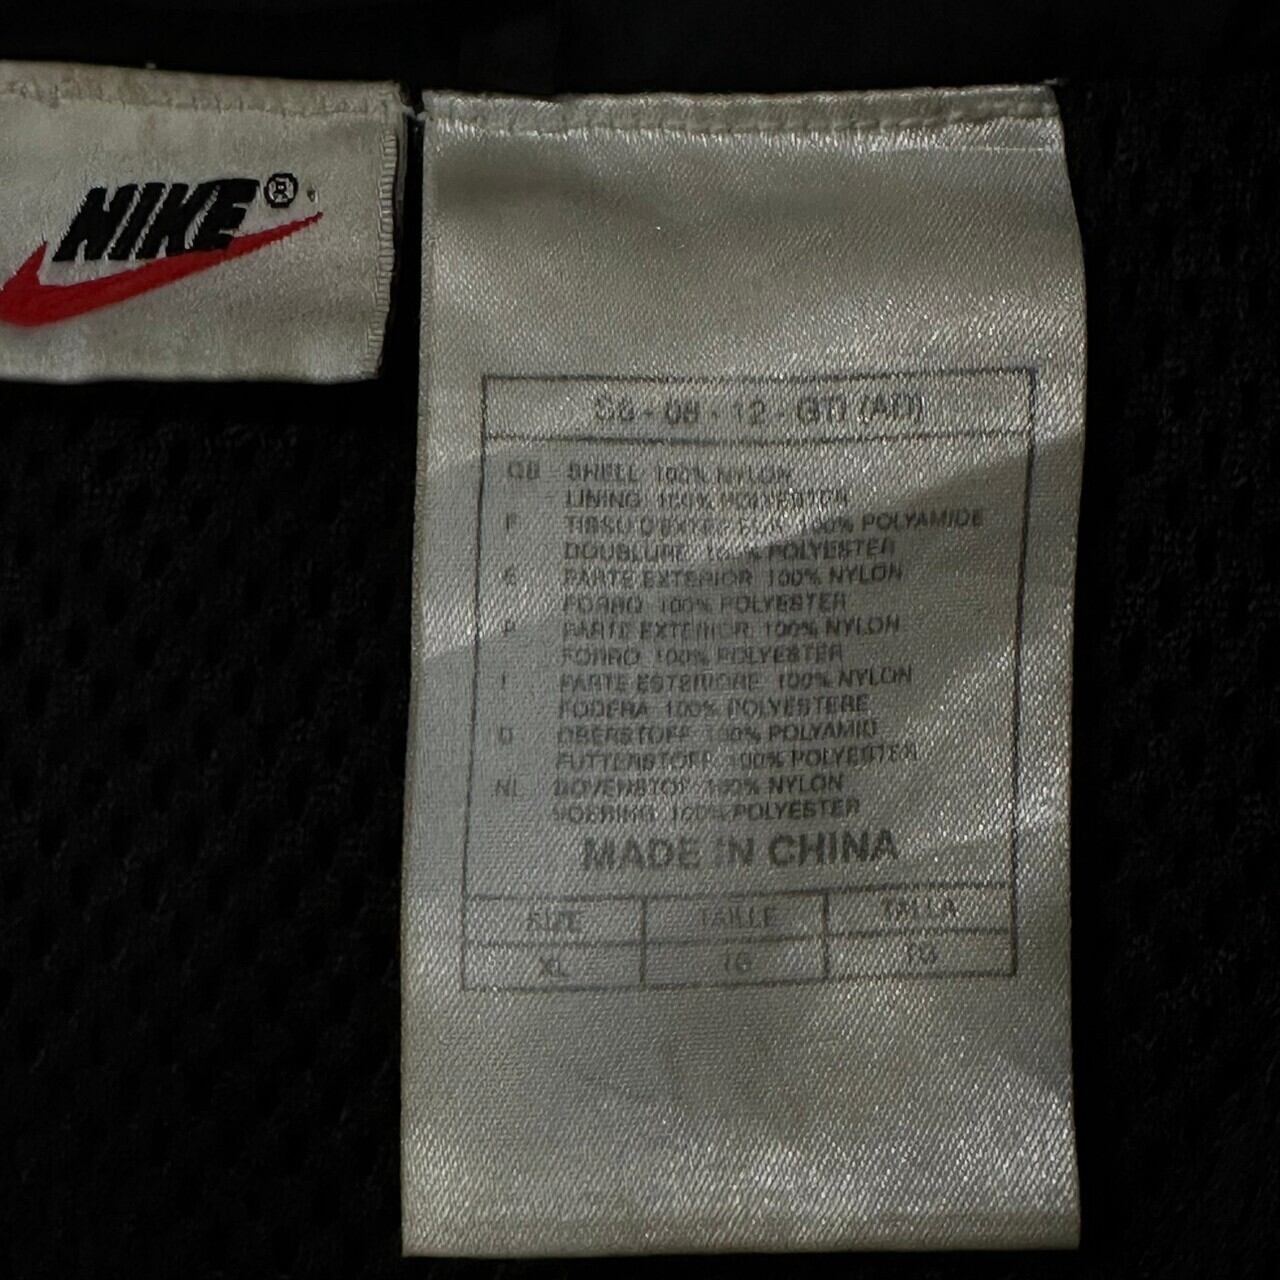 NIKE®
- 08 - 12 - GTI (AD)
GB - SHELL 100% NYLON
LINING 100% POLYESTER
F TISSU D'EXTERIEUR 100% POLYAMIDE
DOUBLURE 100% POLYESTER
PARTE EXTERIOR 100% NYLON
FORRO 100% POLYESTER
P PARTE EXTERIOR 100% NYLON
FORRO 100% POLYESTER
I PARTE ESTERIORE 100% NYLON
FODERA 100% POLYESTERE
D OBERSTOFF 100% POLYAMID
FUTTERSTOFF 100% POLYESTER
NL BOVENSTOF 100% NYLON
VOERING 100% POLYESTER
MADE IN CHINA
SIZE TAILLE TALLA
XL